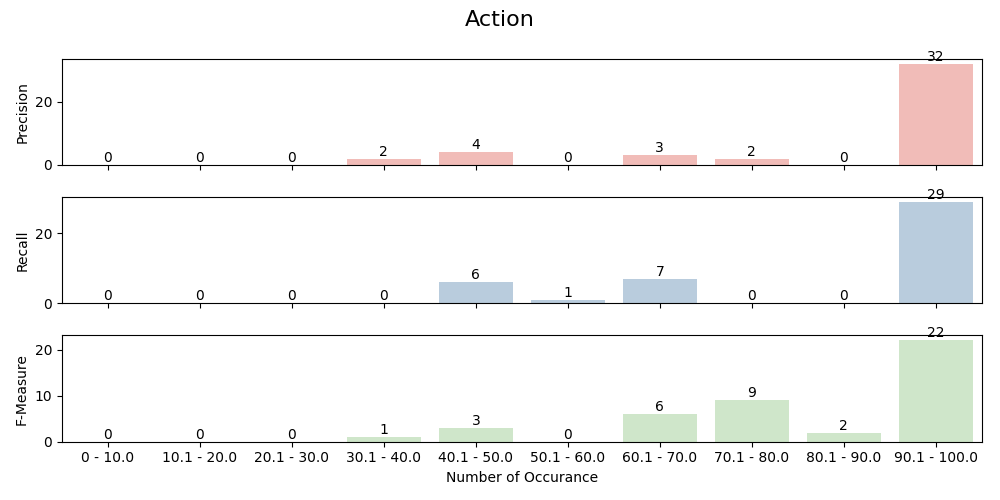 Action
Precision
20
0
0 0 0 2 4 0 3 2 0 32
Recall
20
0
0 0 0 0 6 1 7 0 0 29
F-Measure
20
10
0
0 0 0 1 3 0 6 9 2 22
0 - 10.0 10.1 - 20.0 20.1 - 30.0 30.1 - 40.0 40.1 - 50.0 50.1 - 60.0 60.1 - 70.0 70.1 - 80.0 80.1 - 90.0 90.1 - 100.0
Number of Occurance